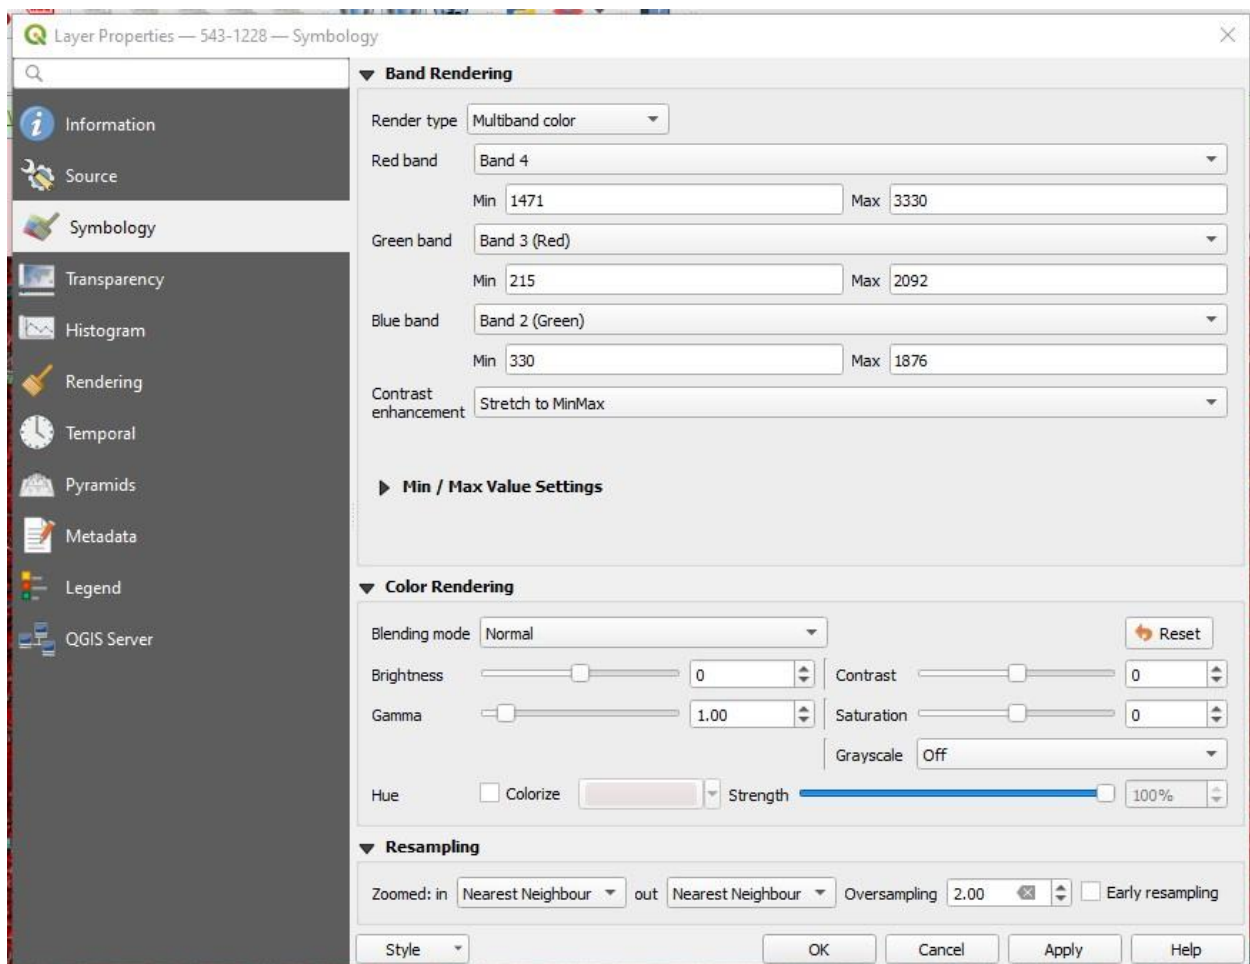 Layer Properties — 543-1228 — Symbology
Information
Source
Symbology
Transparency
Histogram
Rendering
Temporal
Pyramids
Metadata
Legend
QGIS Server
Band Rendering
Render type Multiband color
Red band Band 4
Min 1471 Max 3330
Green band Band 3 (Red)
Min 215 Max 2092
Blue band Band 2 (Green)
Min 330 Max 1876
Contrast
enhancement Stretch to MinMax
Min / Max Value Settings
Color Rendering
Blending mode Normal Reset
Brightness 0 Contrast 0
Gamma 1.00 Saturation 0
Grayscale Off
Hue Colorize Strength 100%
Resampling
Zoomed: in Nearest Neighbour out Nearest Neighbour Oversampling 2.00 Early resampling
Style OK Cancel Apply Help